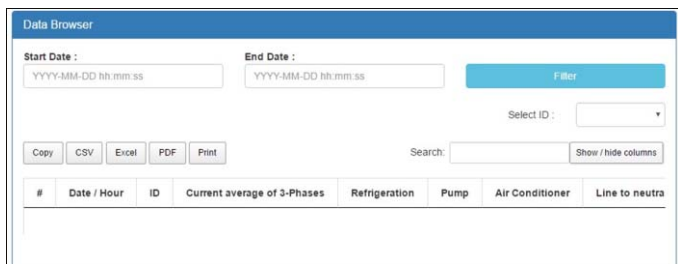 Data Browser
Start Date : End Date :
YYYY-MM-DD hh:mm:ss YYYY-MM-DD hh:mm:ss Filter
Select ID :
Copy CSV Excel PDF Print Search: Show / hide columns
# Date / Hour ID Current average of 3-Phases Refrigeration Pump Air Conditioner Line to neutra